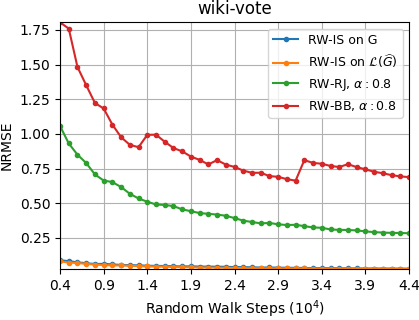 wiki-vote
NRMSE
1.75
1.50
1.25
1.00
0.75
0.50
0.25
RW-IS on G
RW-IS on ℒ(Ĝ)
RW-RJ, α : 0.8
RW-BB, α : 0.8
0.4 0.9 1.4 1.9 2.4 2.9 3.4 3.9 4.4
Random Walk Steps (10⁴)